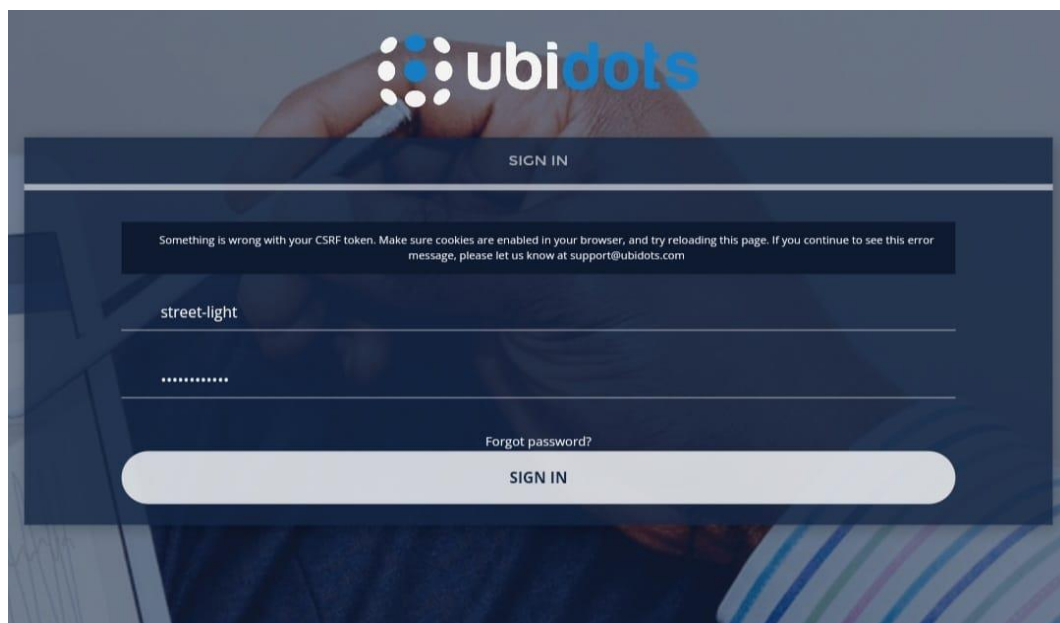 ubidots
SIGN IN
Something is wrong with your CSRF token. Make sure cookies are enabled in your browser, and try reloading this page. If you continue to see this error
message, please let us know at support@ubidots.com
street-light
••••••••••••
Forgot password?
SIGN IN